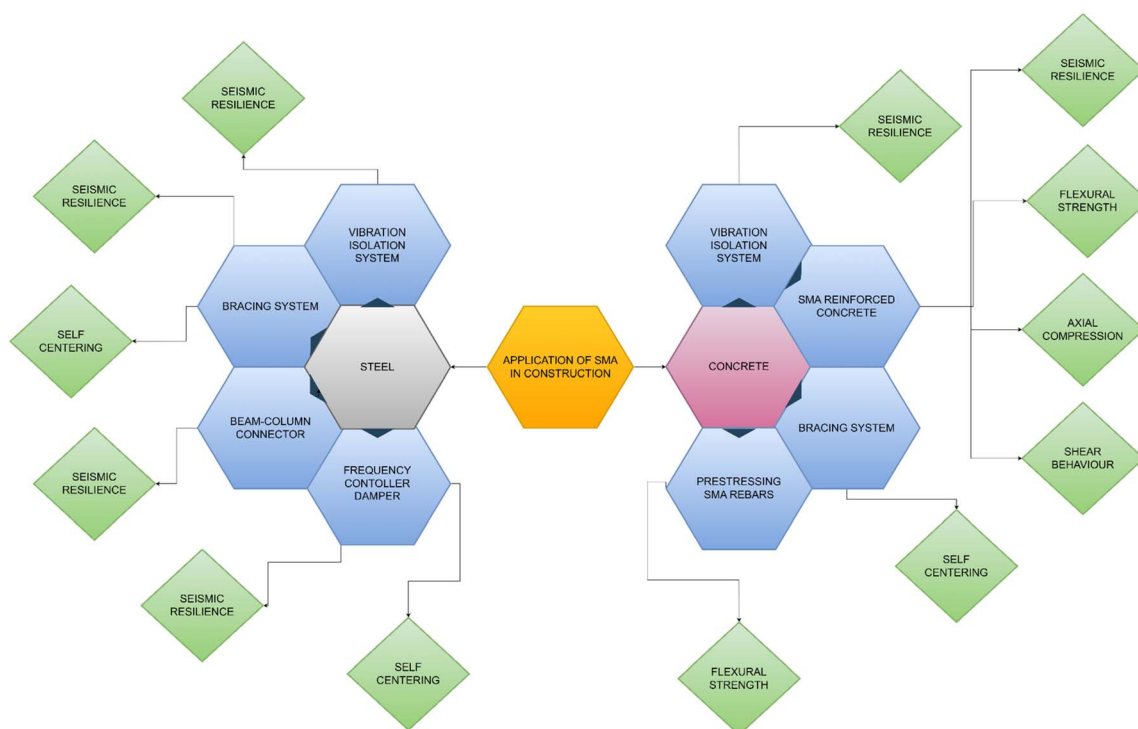 SEISMIC
RESILIENCE
SEISMIC
RESILIENCE
SELF
CENTERING
SEISMIC
RESILIENCE
SEISMIC
RESILIENCE
SELF
CENTERING
VIBRATION
ISOLATION
SYSTEM
BRACING SYSTEM
STEEL
BEAM-COLUMN
CONNECTOR
FREQUENCY
CONTOLLER
DAMPER
APPLICATION OF SMA
IN CONSTRUCTION
VIBRATION
ISOLATION
SYSTEM
SMA REINFORCED
CONCRETE
CONCRETE
BRACING SYSTEM
PRESTRESSING
SMA REBARS
SEISMIC
RESILIENCE
SEISMIC
RESILIENCE
FLEXURAL
STRENGTH
AXIAL
COMPRESSION
SHEAR
BEHAVIOUR
SELF
CENTERING
FLEXURAL
STRENGTH